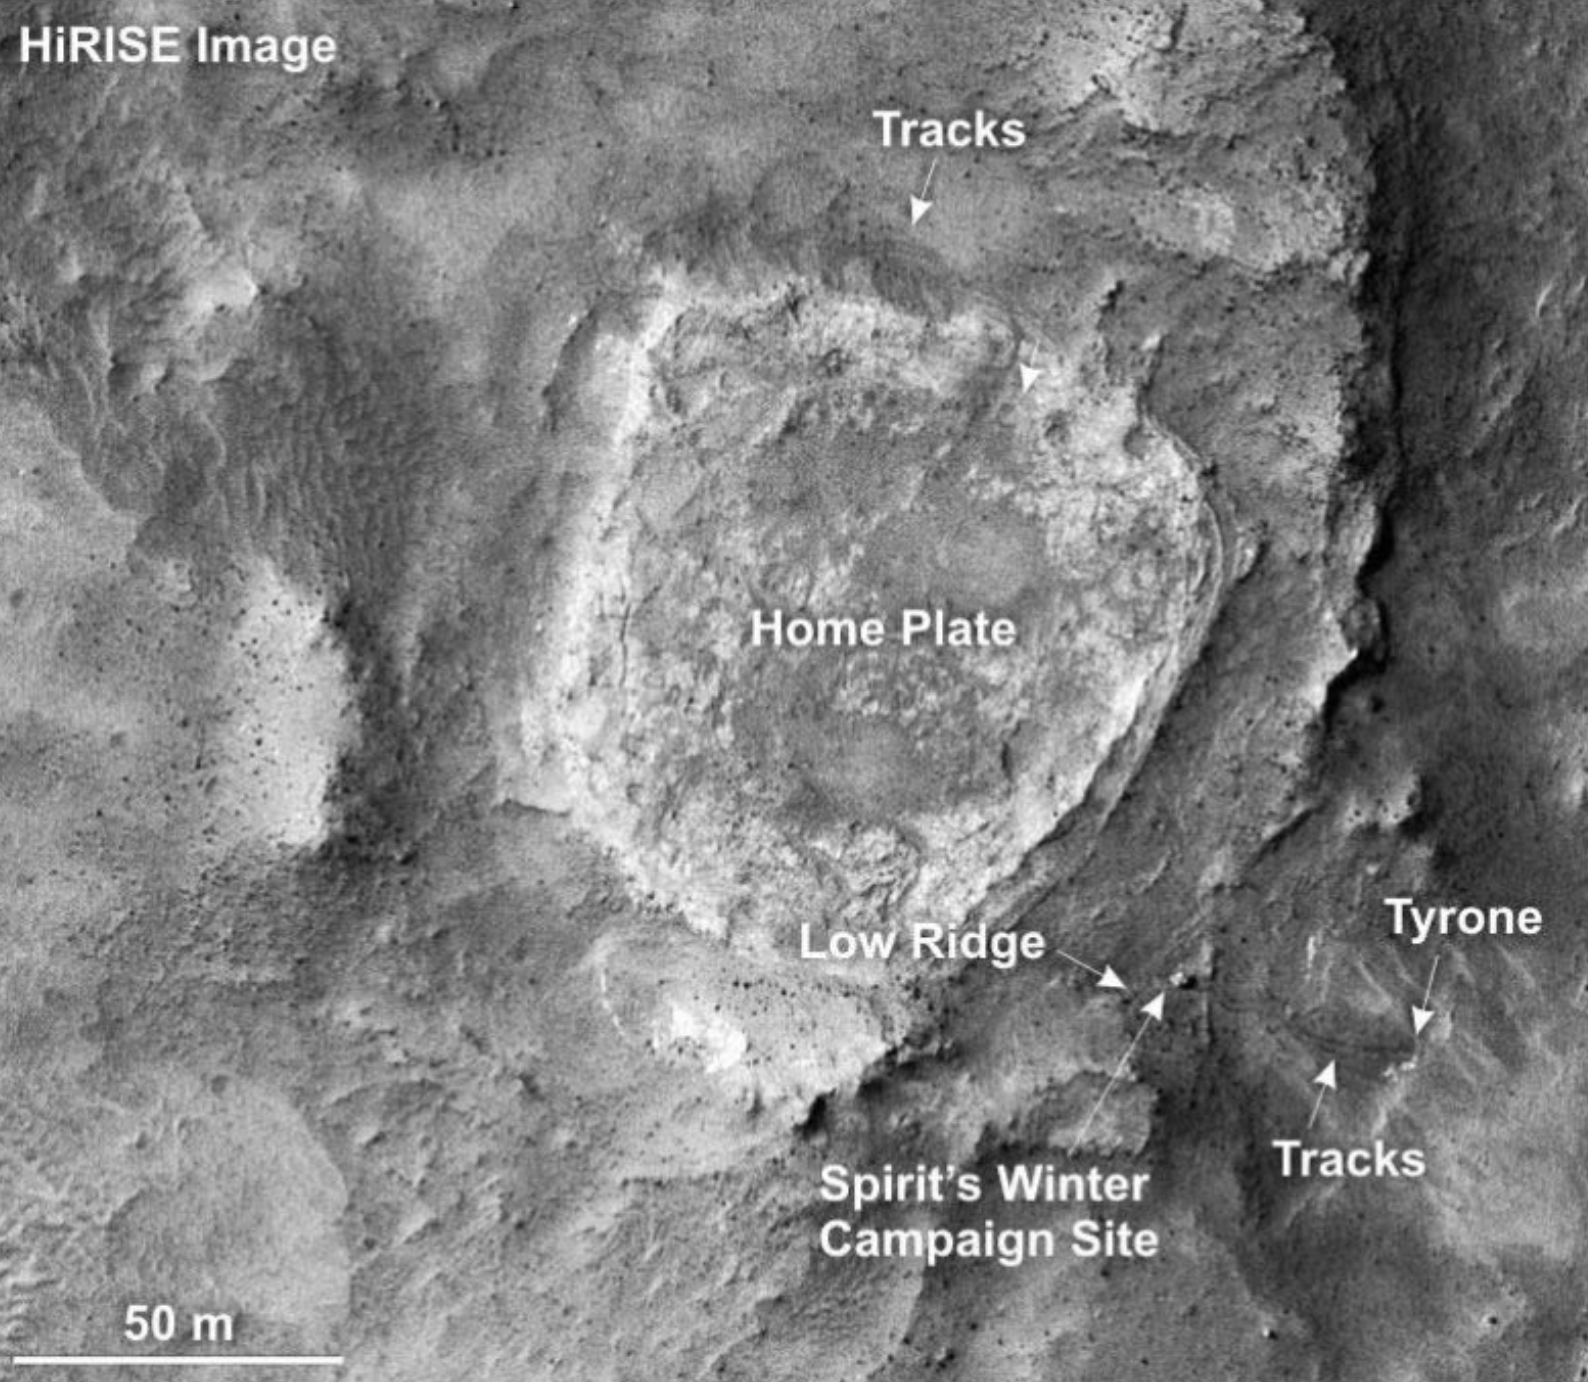 HiRISE Image
Tracks
Home Plate
Low Ridge
Tyrone
Tracks
Spirit's Winter
Campaign Site
50 m